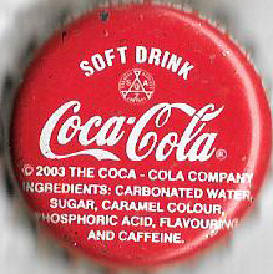 SOFT DRINK
Coca-Cola®
© 2003 THE COCA - COLA COMPANY
INGREDIENTS: CARBONATED WATER,
SUGAR, CARAMEL COLOUR,
PHOSPHORIC ACID, FLAVOURING
AND CAFFEINE.